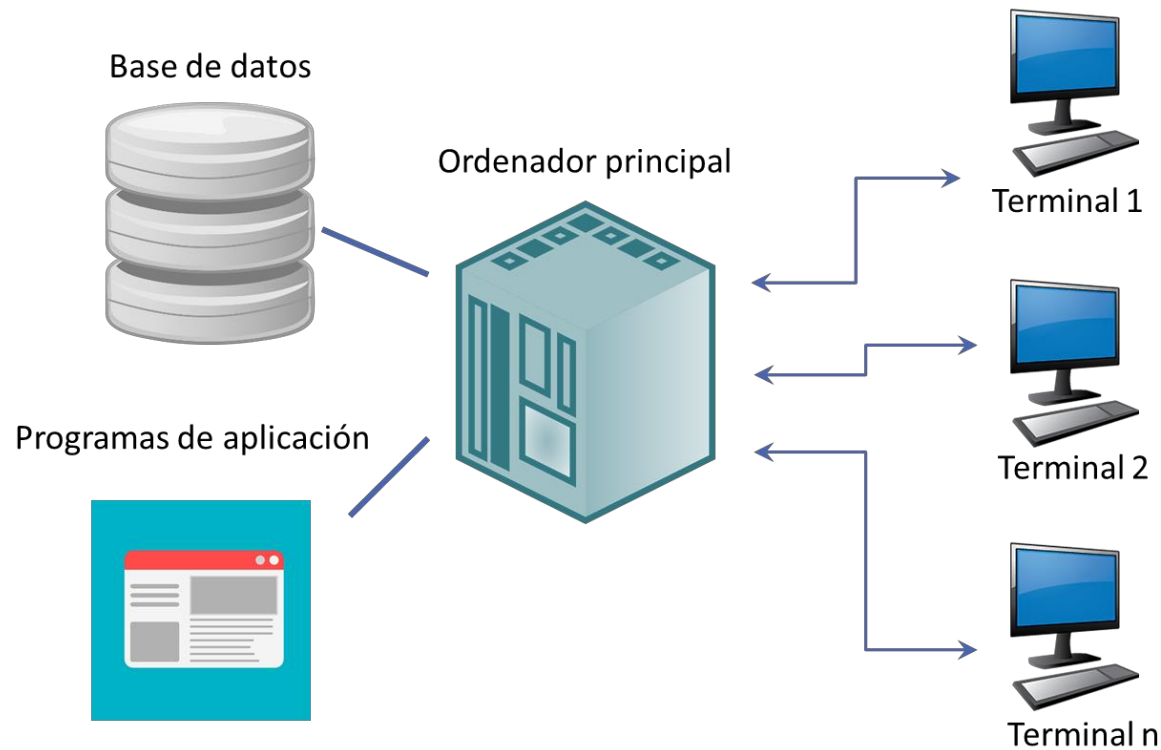 Base de datos
Ordenador principal
Programas de aplicación
Terminal 1
Terminal 2
Terminal n